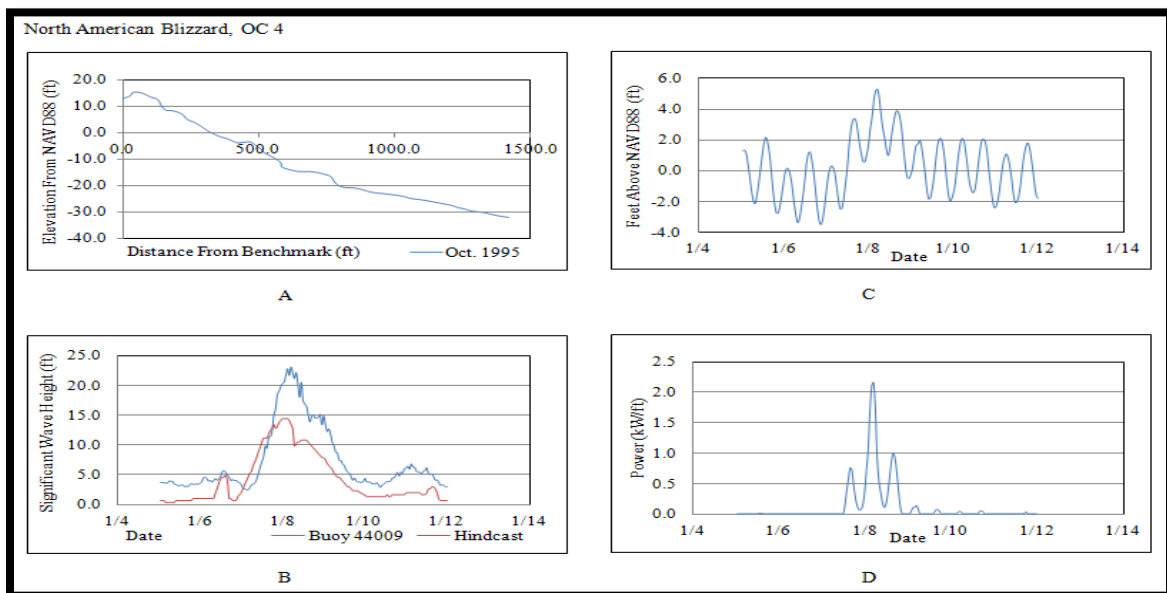 North American Blizzard, OC 4
Elevation From NAVD88 (ft)
20.0
10.0
0.0
-10.0
-20.0
-30.0
-40.0
0.0
500.0
1000.0
1500.0
Distance From Benchmark (ft)
Oct. 1995
A
Significant Wave Height (ft)
25.0
20.0
15.0
10.0
5.0
0.0
1/4
1/6
1/8
1/10
1/12
1/14
Date
Buoy 44009
Hindcast
B
Feet Above NAVD88 (ft)
6.0
4.0
2.0
0.0
-2.0
-4.0
1/4
1/6
1/8
1/10
1/12
1/14
Date
C
Power (kW/ft)
2.5
2.0
1.5
1.0
0.5
0.0
1/4
1/6
1/8
1/10
1/12
1/14
Date
D